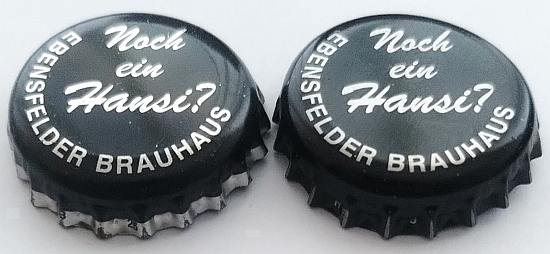 Noch
ein
Hansi?
EBENSFELDER BRAUHAUS
Noch
ein
Hansi?
EBENSFELDER BRAUHAUS